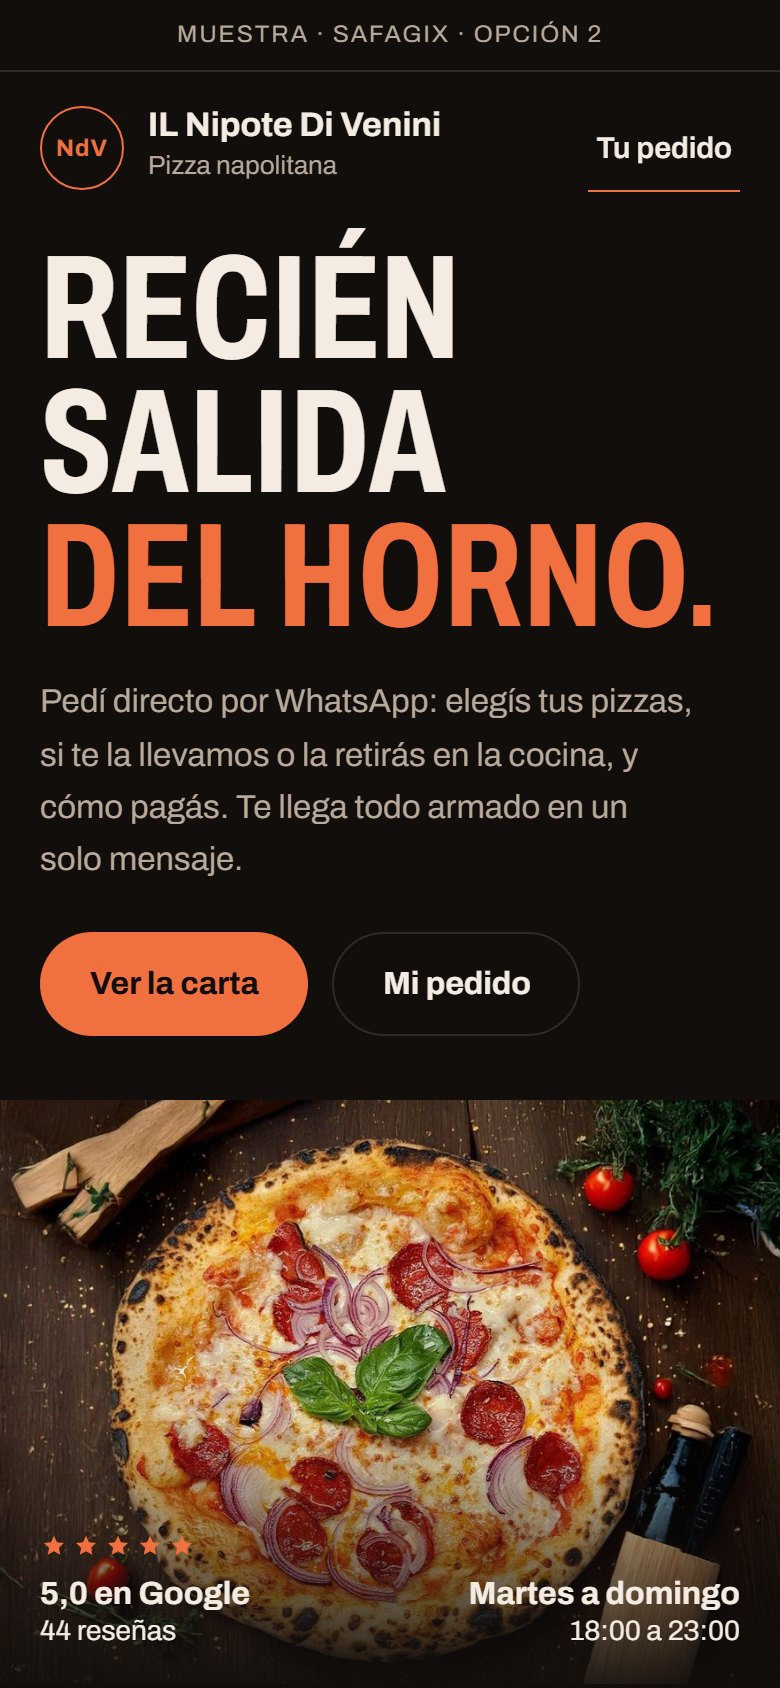 MUESTRA · SAFAGIX · OPCIÓN 2
NdV
IL Nipote Di Venini
Pizza napolitana
Tu pedido
RECIÉN
SALIDA
DEL HORNO.
Pedí directo por WhatsApp: elegís tus pizzas,
si te la llevamos o la retirás en la cocina, y
cómo pagás. Te llega todo armado en un
solo mensaje.
Ver la carta
Mi pedido
5,0 en Google
44 reseñas
Martes a domingo
18:00 a 23:00